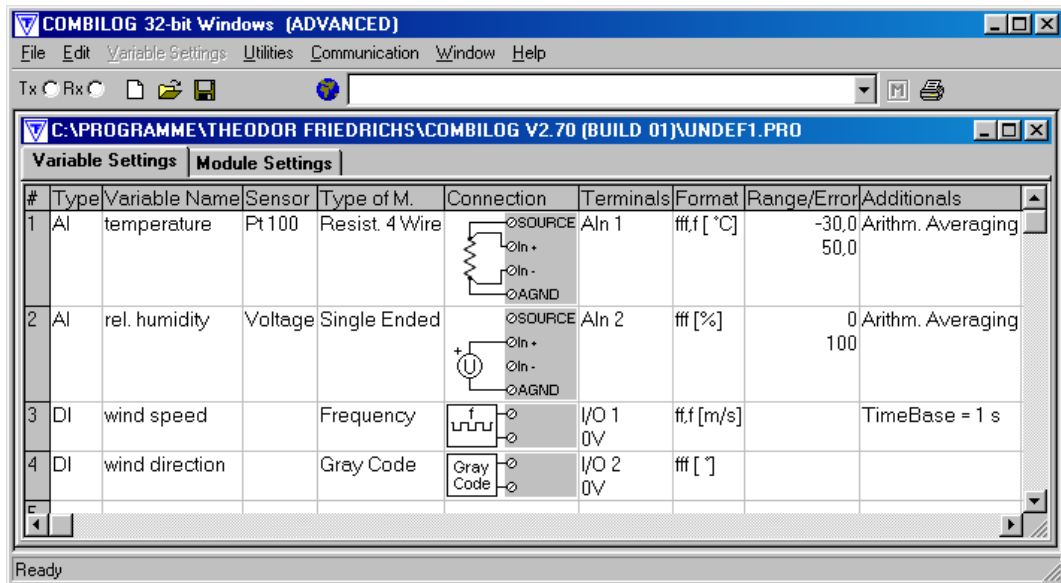 COMBILOG 32-bit Windows (ADVANCED)
File Edit Variable Settings Utilities Communication Window Help
Tx Rx M
C:\PROGRAMME\THEODOR FRIEDRICHS\COMBILOG V2.70 (BUILD 01)\UNDEF1.PRO
Variable Settings Module Settings
# Type Variable Name Sensor Type of M. Connection Terminals Format Range/Error Additionals
1 AI temperature Pt 100 Resist. 4 Wire SOURCE AIn 1 fff,f [ °C] -30,0 Arithm. Averaging
In + 50,0
In -
AGND
2 AI rel. humidity Voltage Single Ended SOURCE AIn 2 fff [%] 0 Arithm. Averaging
+ In + 100
U In -
AGND
3 DI wind speed Frequency f I/O 1 ff,f [m/s] TimeBase = 1 s
0V
4 DI wind direction Gray Code Gray I/O 2 fff [ °]
Code 0V
Ready